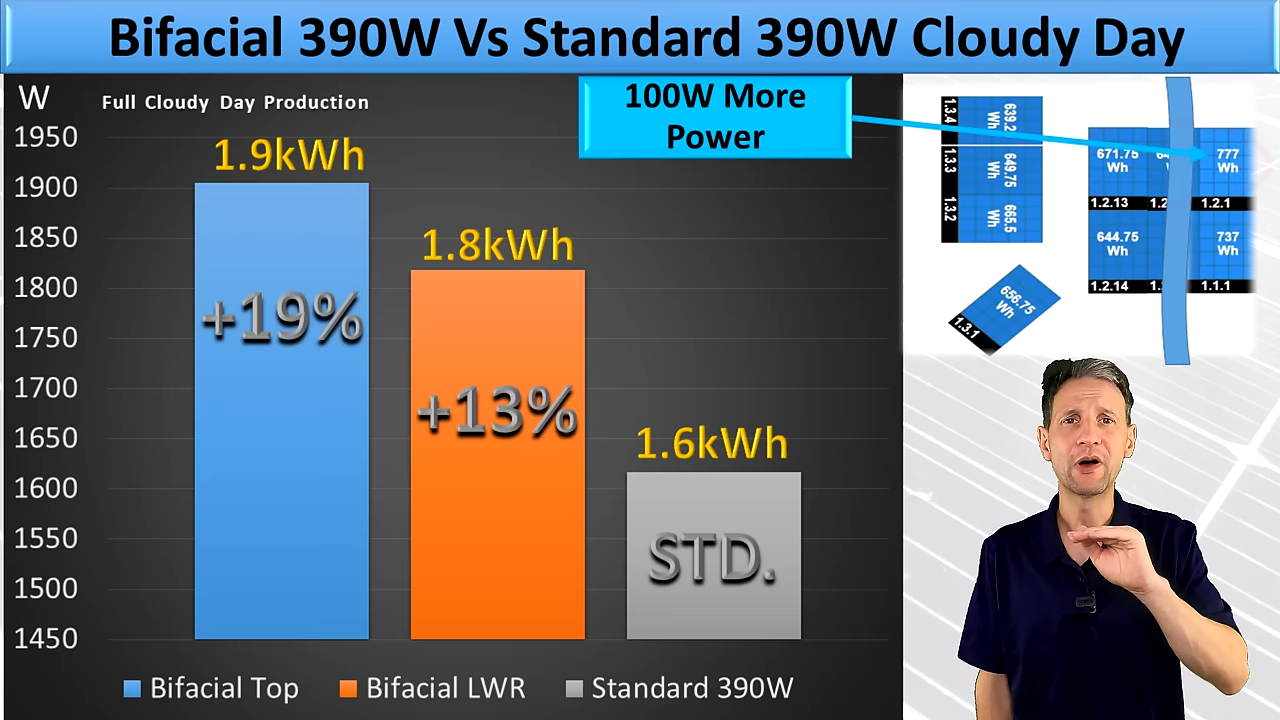 Bifacial 390W Vs Standard 390W Cloudy Day
W
Full Cloudy Day Production
100W More
Power
1950
1900
1850
1800
1750
1700
1650
1600
1550
1500
1450
1.9kWh
+19%
1.8kWh
+13%
1.6kWh
STD.
Bifacial Top
Bifacial LWR
Standard 390W
1.3.4
639.2
Wh
1.3.3
649.75
Wh
1.3.2
665.5
Wh
656.75
Wh
1.3.1
671.75
Wh
777
Wh
1.2.13
1.2.1
644.75
Wh
737
Wh
1.2.14
1.1.1